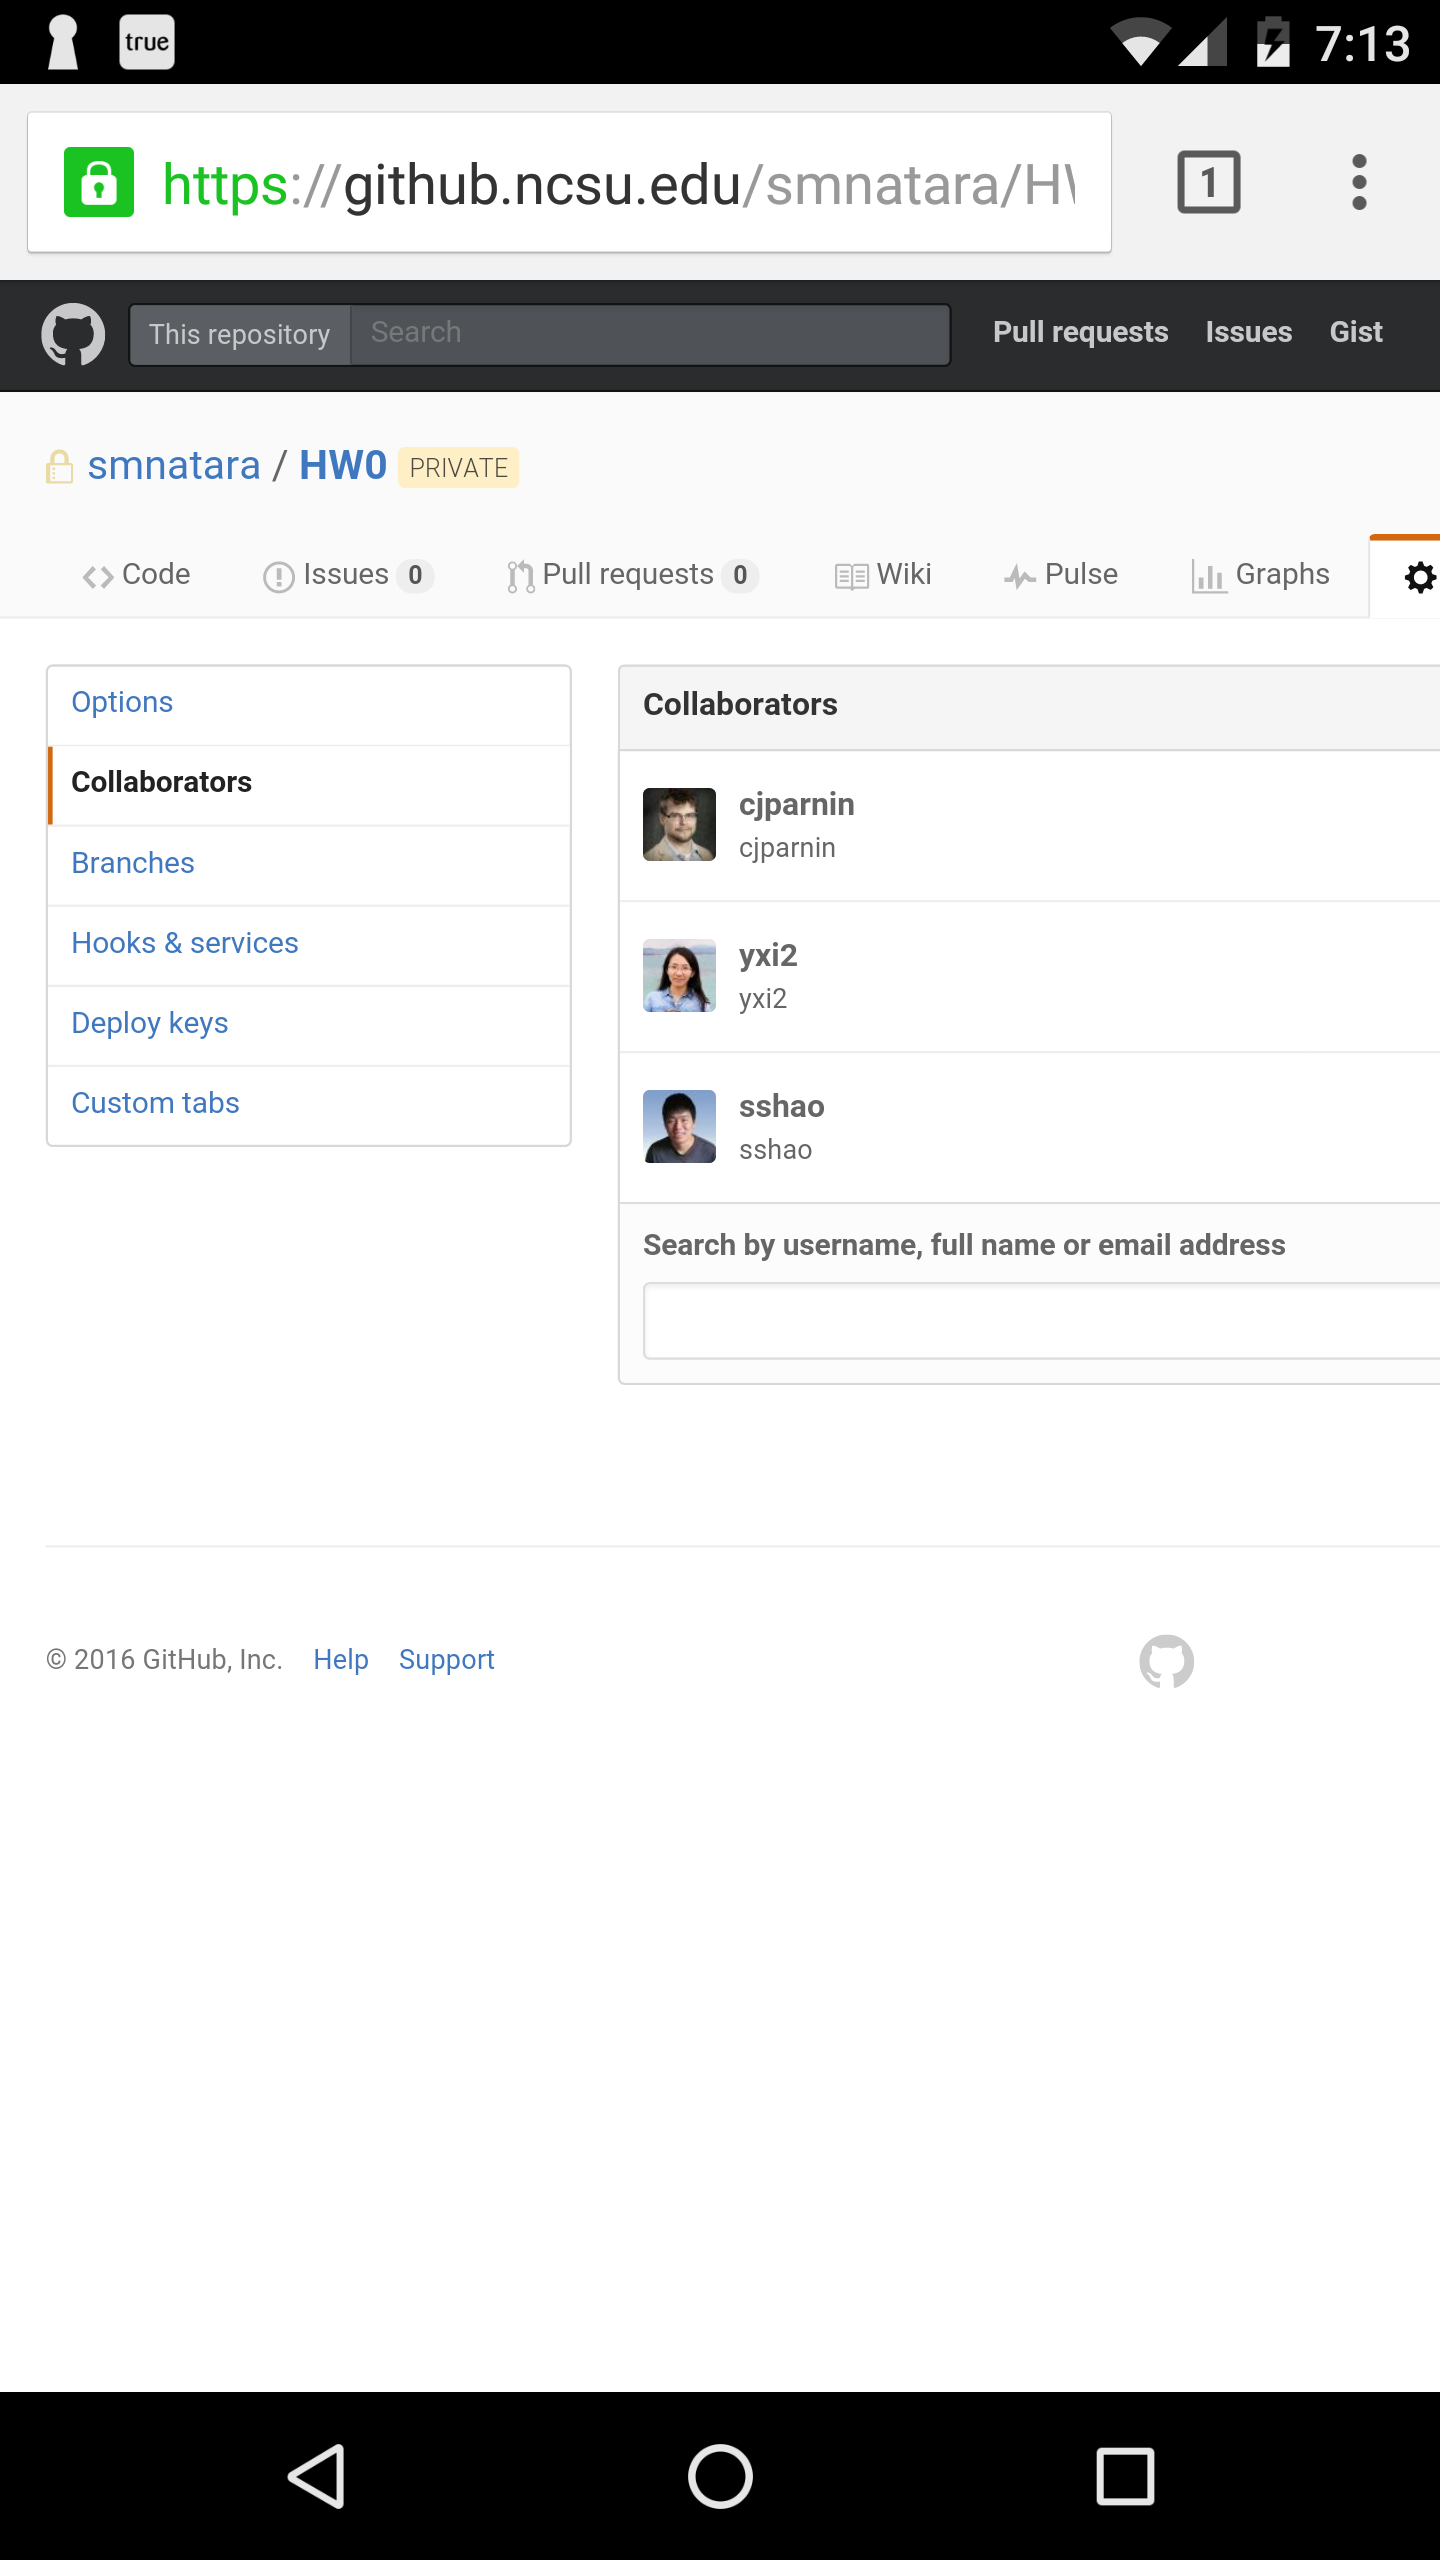 true
7:13
https://github.ncsu.edu/smnatara/H
1
This repository Search Pull requests Issues Gist
smnatara / HW0 PRIVATE
Code Issues 0 Pull requests 0 Wiki Pulse Graphs
Options
Collaborators
Branches
Hooks & services
Deploy keys
Custom tabs
Collaborators
cjparnin
cjparnin
yxi2
yxi2
sshao
sshao
Search by username, full name or email address
© 2016 GitHub, Inc. Help Support